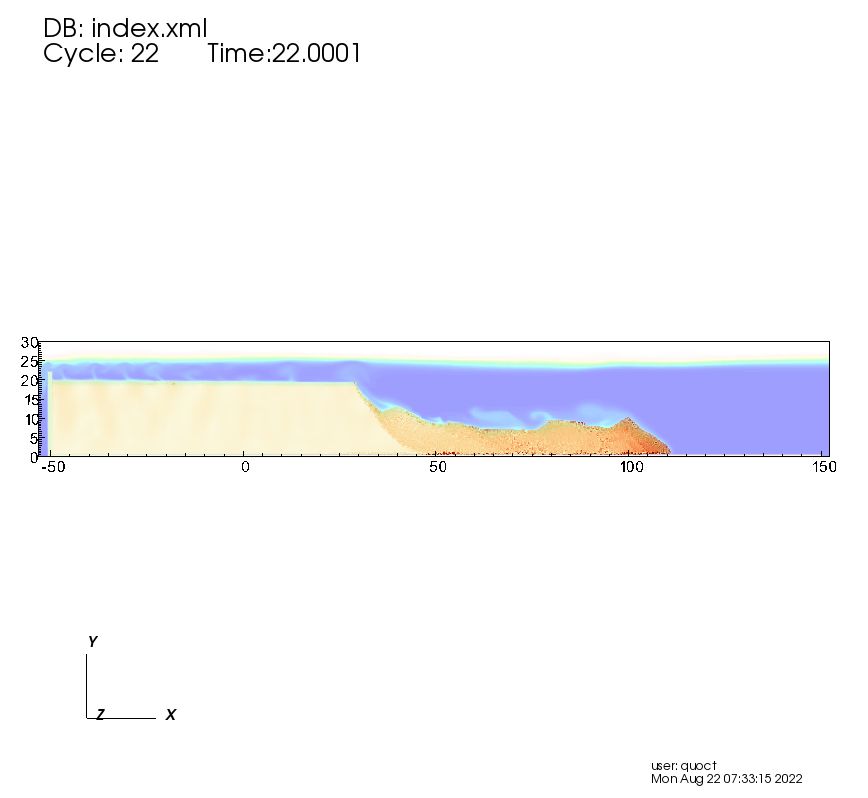 DB: index.xml
Cycle: 22 Time:22.0001
30
25
20
15
10
5
0
-50 0 50 100 150
Y
Z X
user: quoct
Mon Aug 22 07:33:15 2022